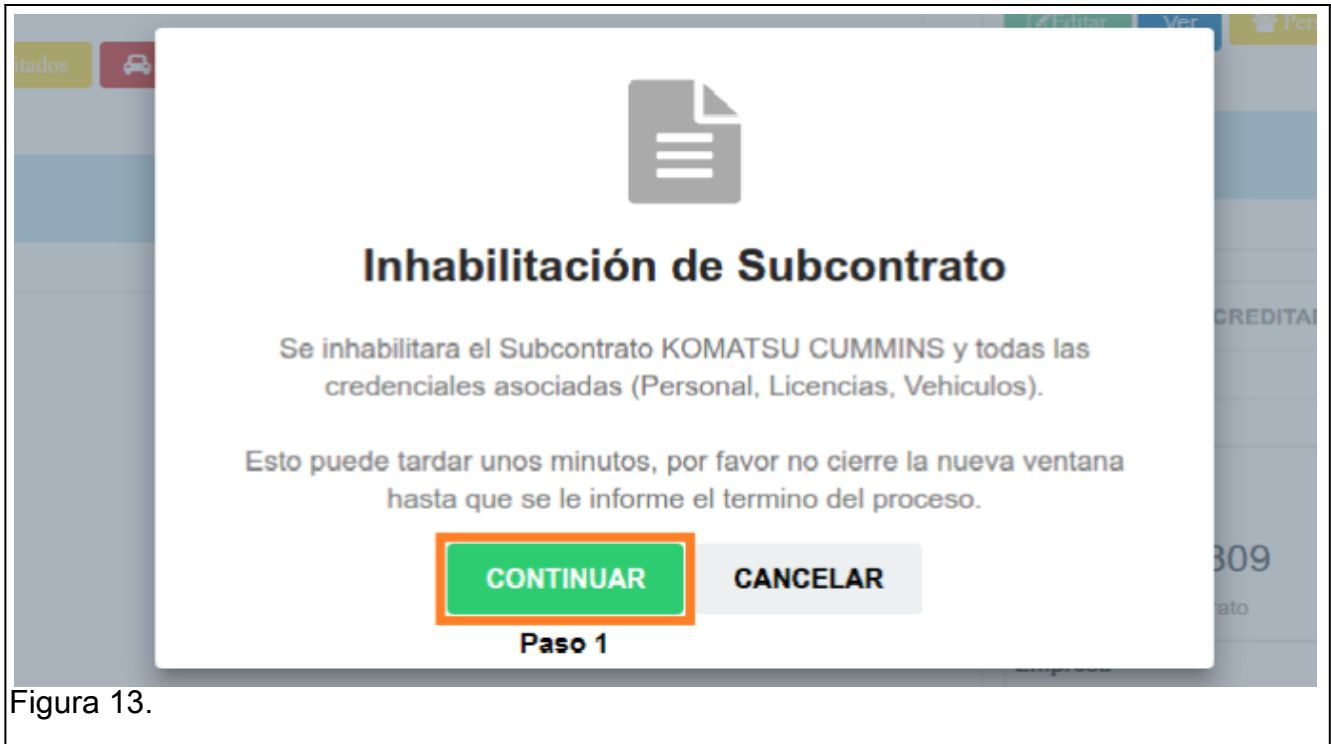 Editar Ver
Inhabilitación de Subcontrato
Se inhabilitara el Subcontrato KOMATSU CUMMINS y todas las
credenciales asociadas (Personal, Licencias, Vehiculos).
Esto puede tardar unos minutos, por favor no cierre la nueva ventana
hasta que se le informe el termino del proceso.
CONTINUAR CANCELAR
Paso 1
Figura 13.